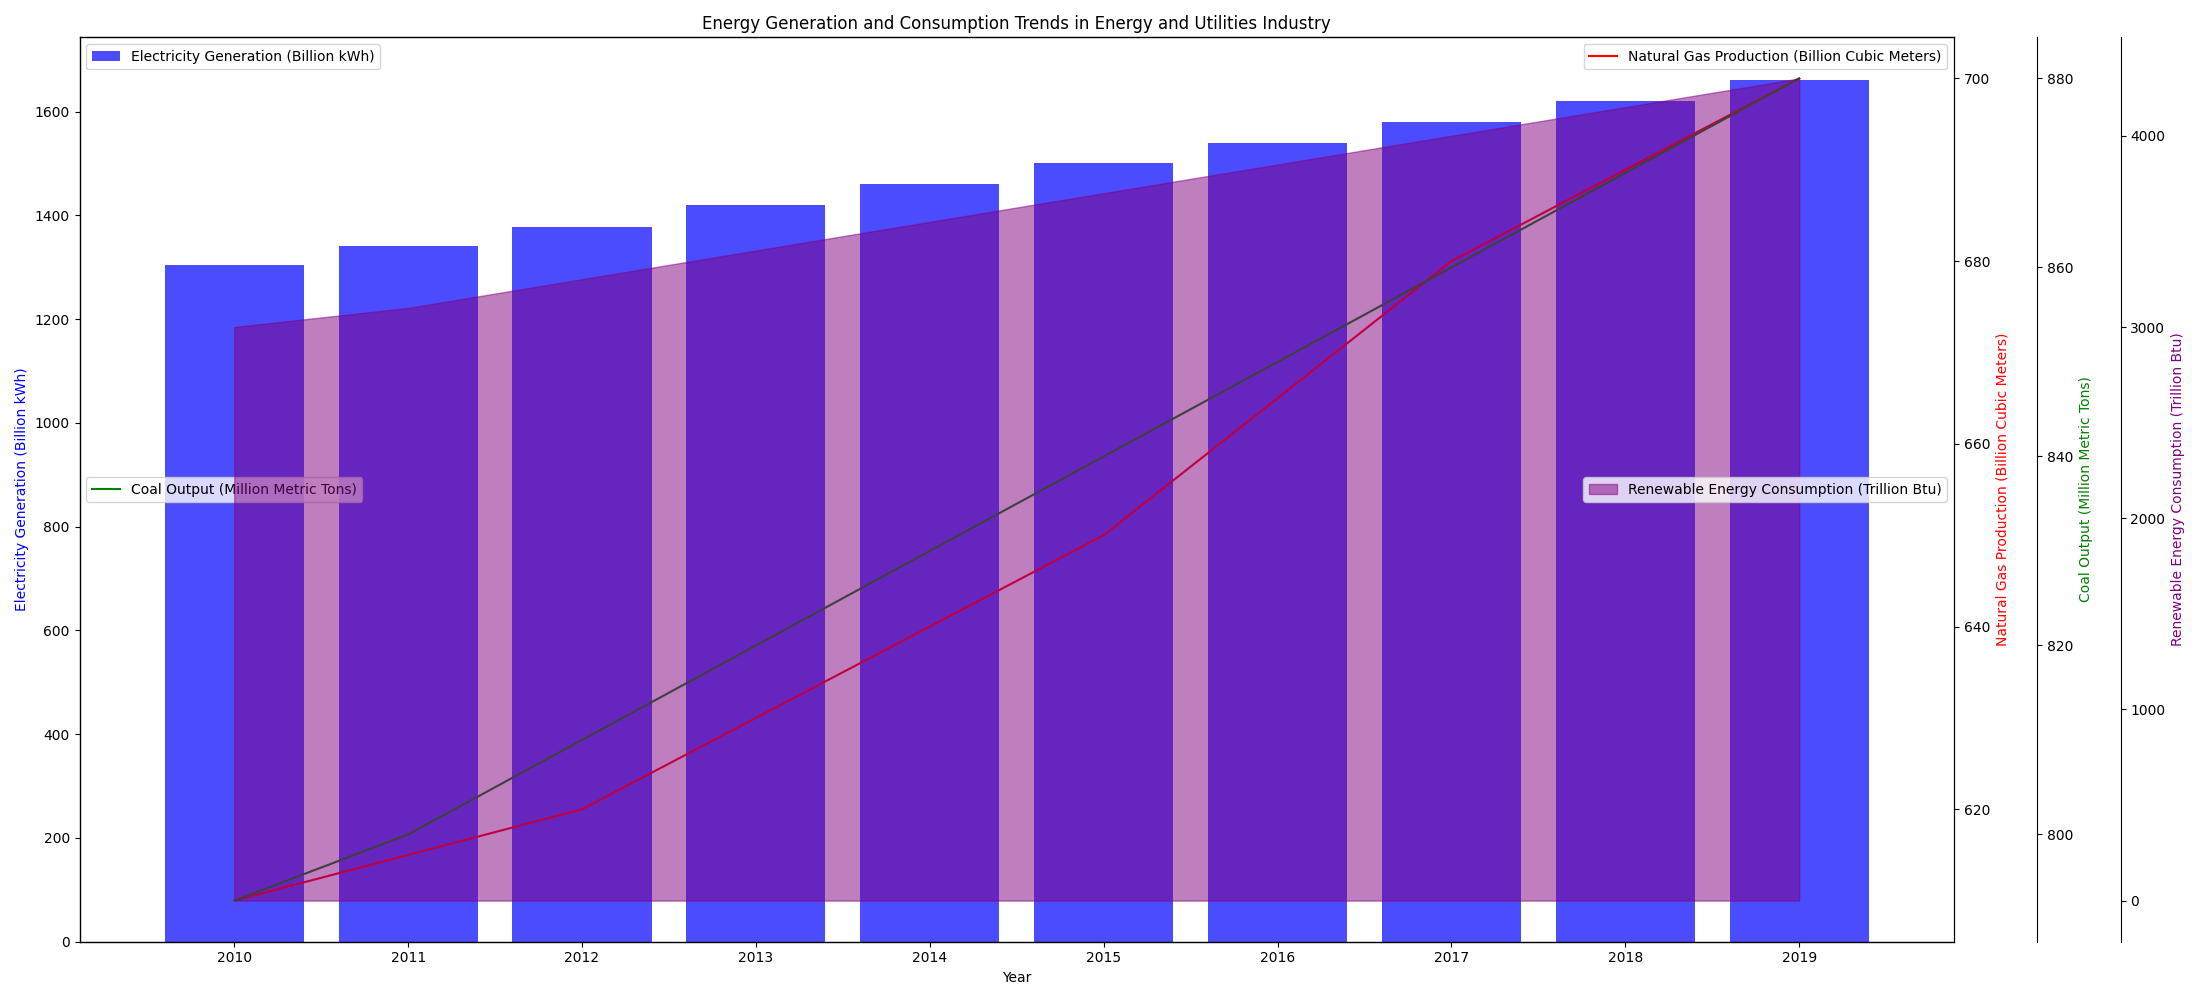 Energy Generation and Consumption Trends in Energy and Utilities Industry
Electricity Generation (Billion kWh)
Natural Gas Production (Billion Cubic Meters)
Coal Output (Million Metric Tons)
Renewable Energy Consumption (Trillion Btu)
Electricity Generation (Billion kWh)
1600
1400
1200
1000
800
600
400
200
0
2010 2011 2012 2013 2014 2015 2016 2017 2018 2019
Year
700
680
660
640
620
Natural Gas Production (Billion Cubic Meters)
880
860
840
820
800
Coal Output (Million Metric Tons)
4000
3000
2000
1000
0
Renewable Energy Consumption (Trillion Btu)